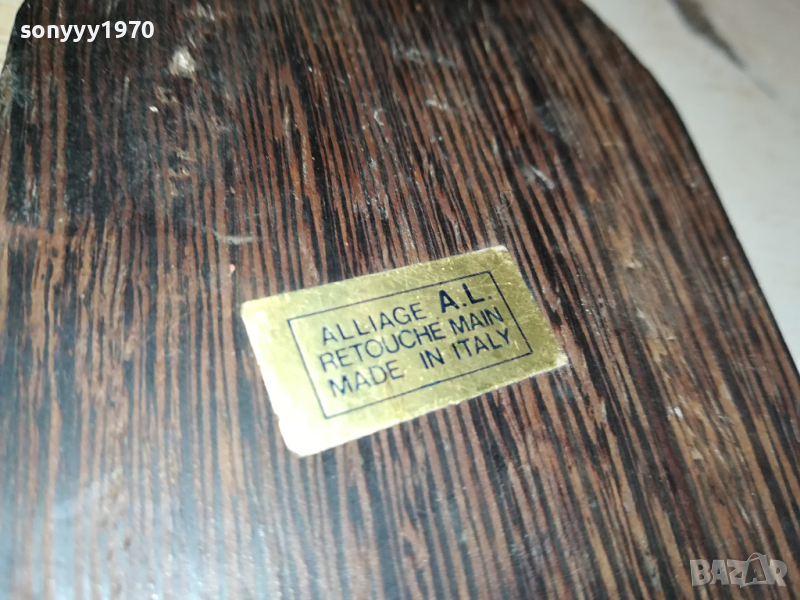 sonyyy1970
ALLIAGE A.L.
RETOUCHE MAIN
MADE IN ITALY
BAZAR